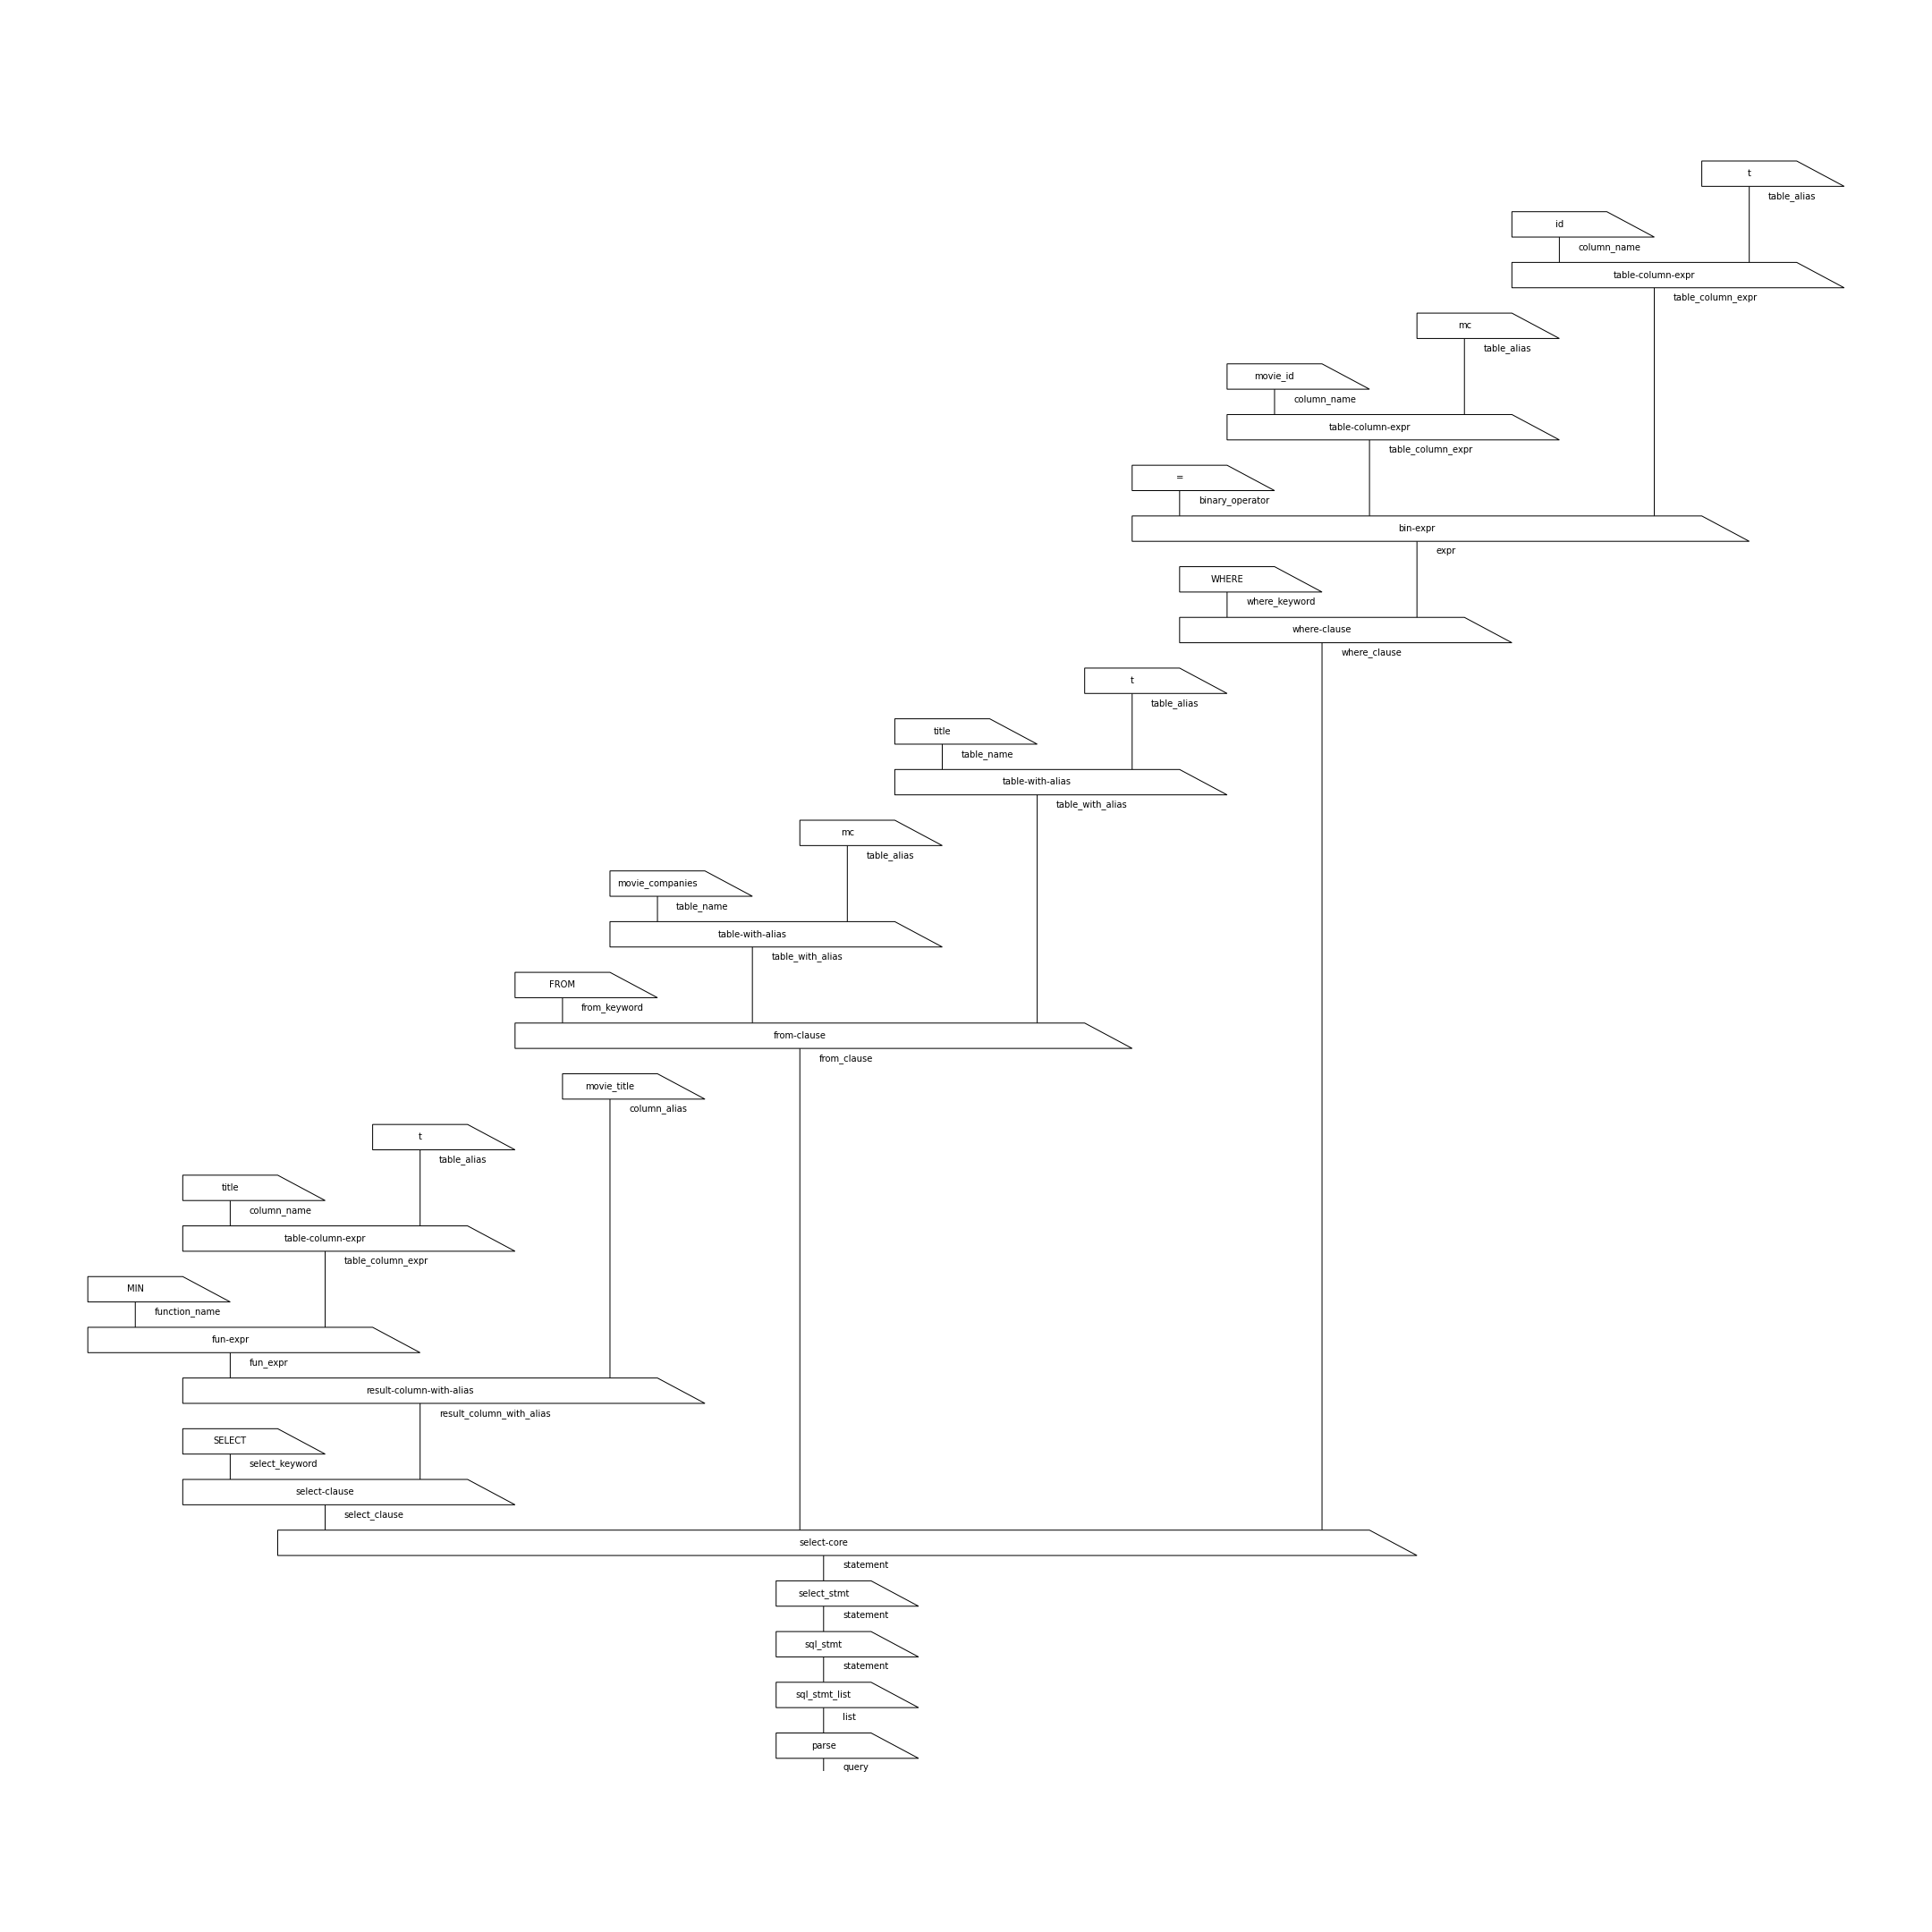 t
table_alias
id
column_name
table-column-expr
table_column_expr
mc
table_alias
movie_id
column_name
table-column-expr
table_column_expr
=
binary_operator
bin-expr
expr
WHERE
where_keyword
where-clause
where_clause
t
table_alias
title
table_name
table-with-alias
table_with_alias
mc
table_alias
movie_companies
table_name
table-with-alias
table_with_alias
FROM
from_keyword
from-clause
from_clause
movie_title
column_alias
t
table_alias
title
column_name
table-column-expr
table_column_expr
MIN
function_name
fun-expr
fun_expr
result-column-with-alias
result_column_with_alias
SELECT
select_keyword
select-clause
select_clause
select-core
statement
select_stmt
statement
sql_stmt
statement
sql_stmt_list
list
parse
query